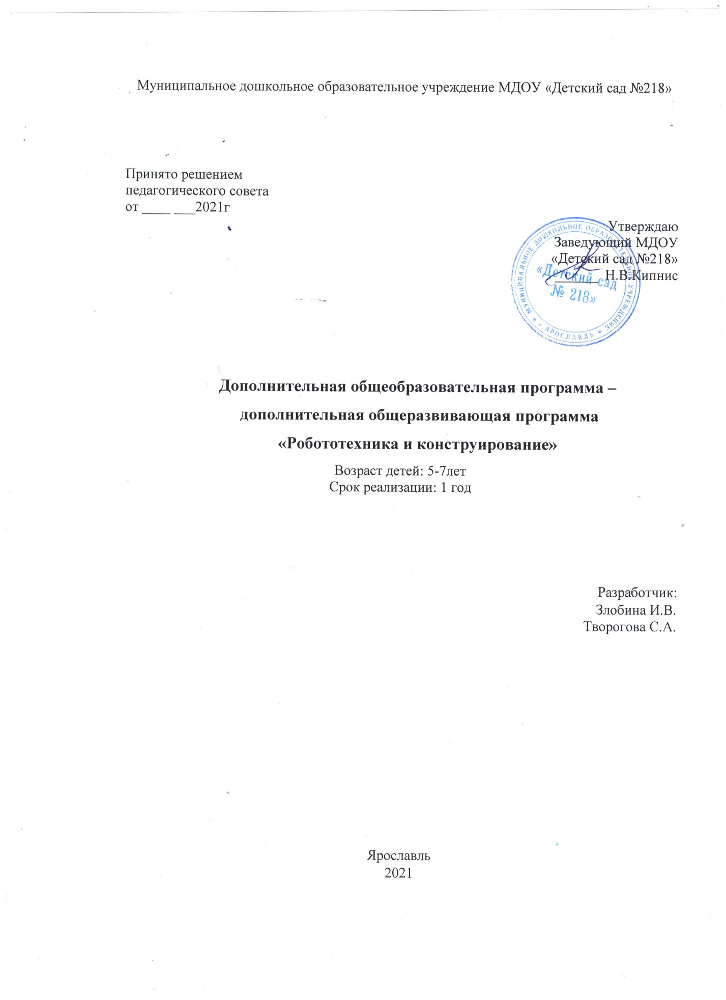 Муниципальное дошкольное образовательное учреждение МДОУ «Детский сад №218»
Принято решением
педагогического совета
от ____ ___2021г
Утверждаю
Заведующий МДОУ
«Детский сад №218»
______ Н.В.Кипнис
МУНИЦИПАЛЬНОЕ ДОШКОЛЬНОЕ ОБРАЗОВАТЕЛЬНОЕ УЧРЕЖДЕНИЕ
* г. ЯРОСЛАВЛЬ *
«Детский сад
№ 218»
Дополнительная общеобразовательная программа –
дополнительная общеразвивающая программа
«Робототехника и конструирование»
Возраст детей: 5-7лет
Срок реализации: 1 год
Разработчик:
Злобина И.В.
Творогова С.А.
Ярославль
2021